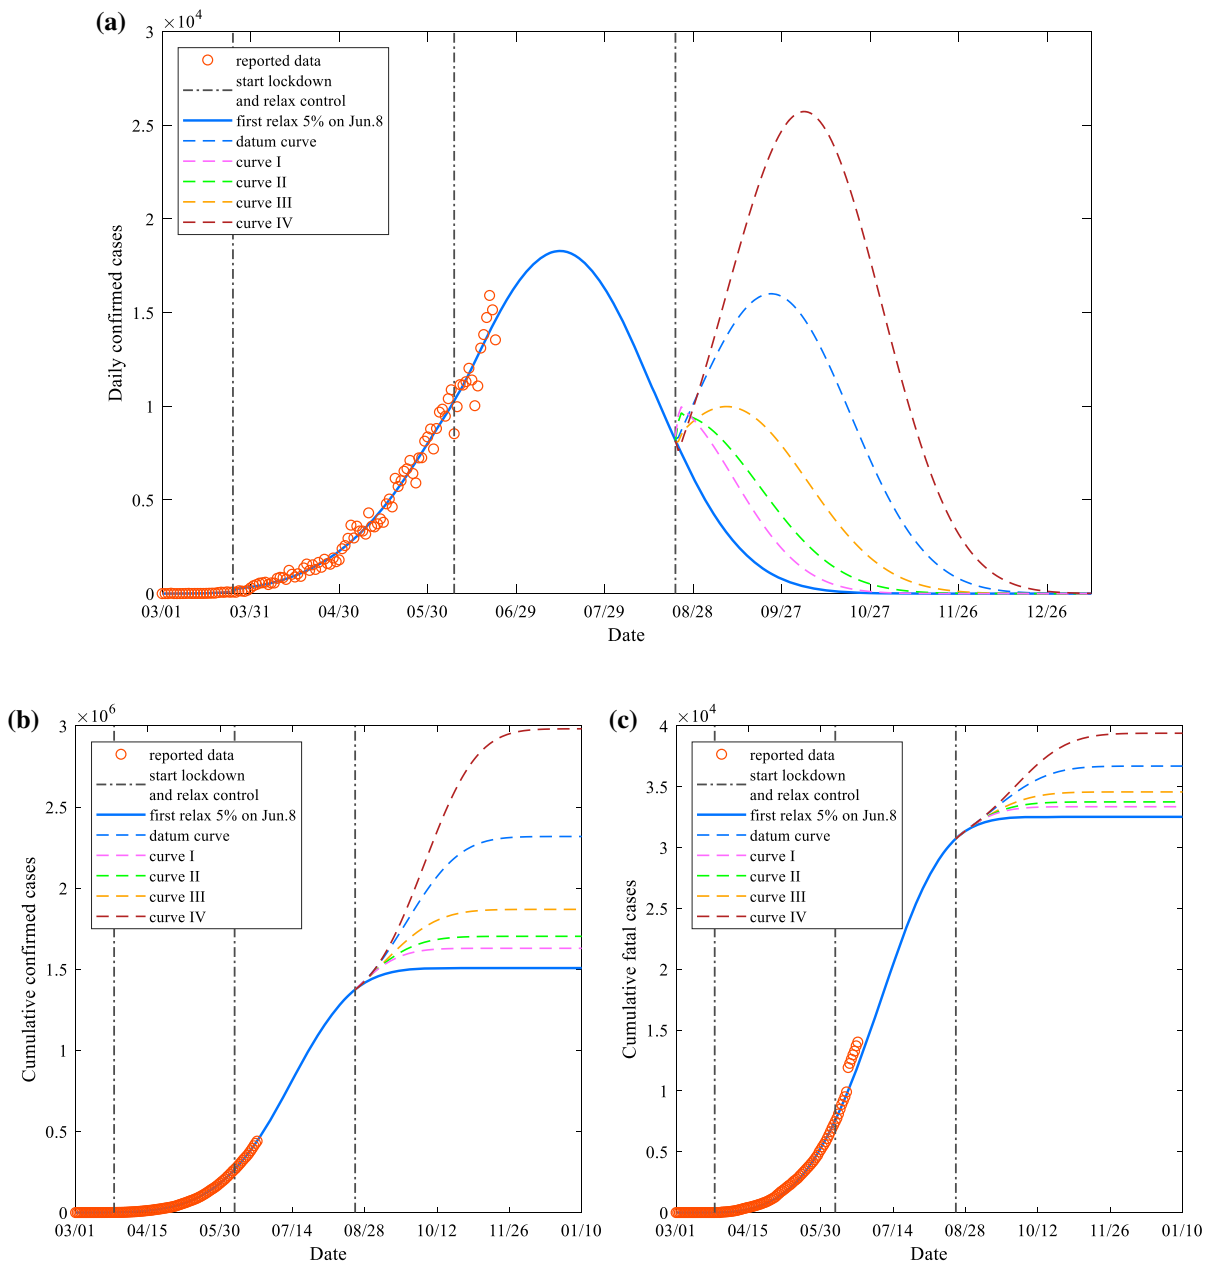 (a)
×10⁴
3
2.5
2
1.5
1
0.5
0
Daily confirmed cases
reported data
start lockdown
and relax control
first relax 5% on Jun.8
datum curve
curve I
curve II
curve III
curve IV
03/01 03/31 04/30 05/30 06/29 07/29 08/28 09/27 10/27 11/26 12/26
Date
(b)
×10⁶
3
2.5
2
1.5
1
0.5
0
Cumulative confirmed cases
reported data
start lockdown
and relax control
first relax 5% on Jun.8
datum curve
curve I
curve II
curve III
curve IV
03/01 04/15 05/30 07/14 08/28 10/12 11/26 01/10
Date
(c)
×10⁴
4
3.5
3
2.5
2
1.5
1
0.5
0
Cumulative fatal cases
reported data
start lockdown
and relax control
first relax 5% on Jun.8
datum curve
curve I
curve II
curve III
curve IV
03/01 04/15 05/30 07/14 08/28 10/12 11/26 01/10
Date